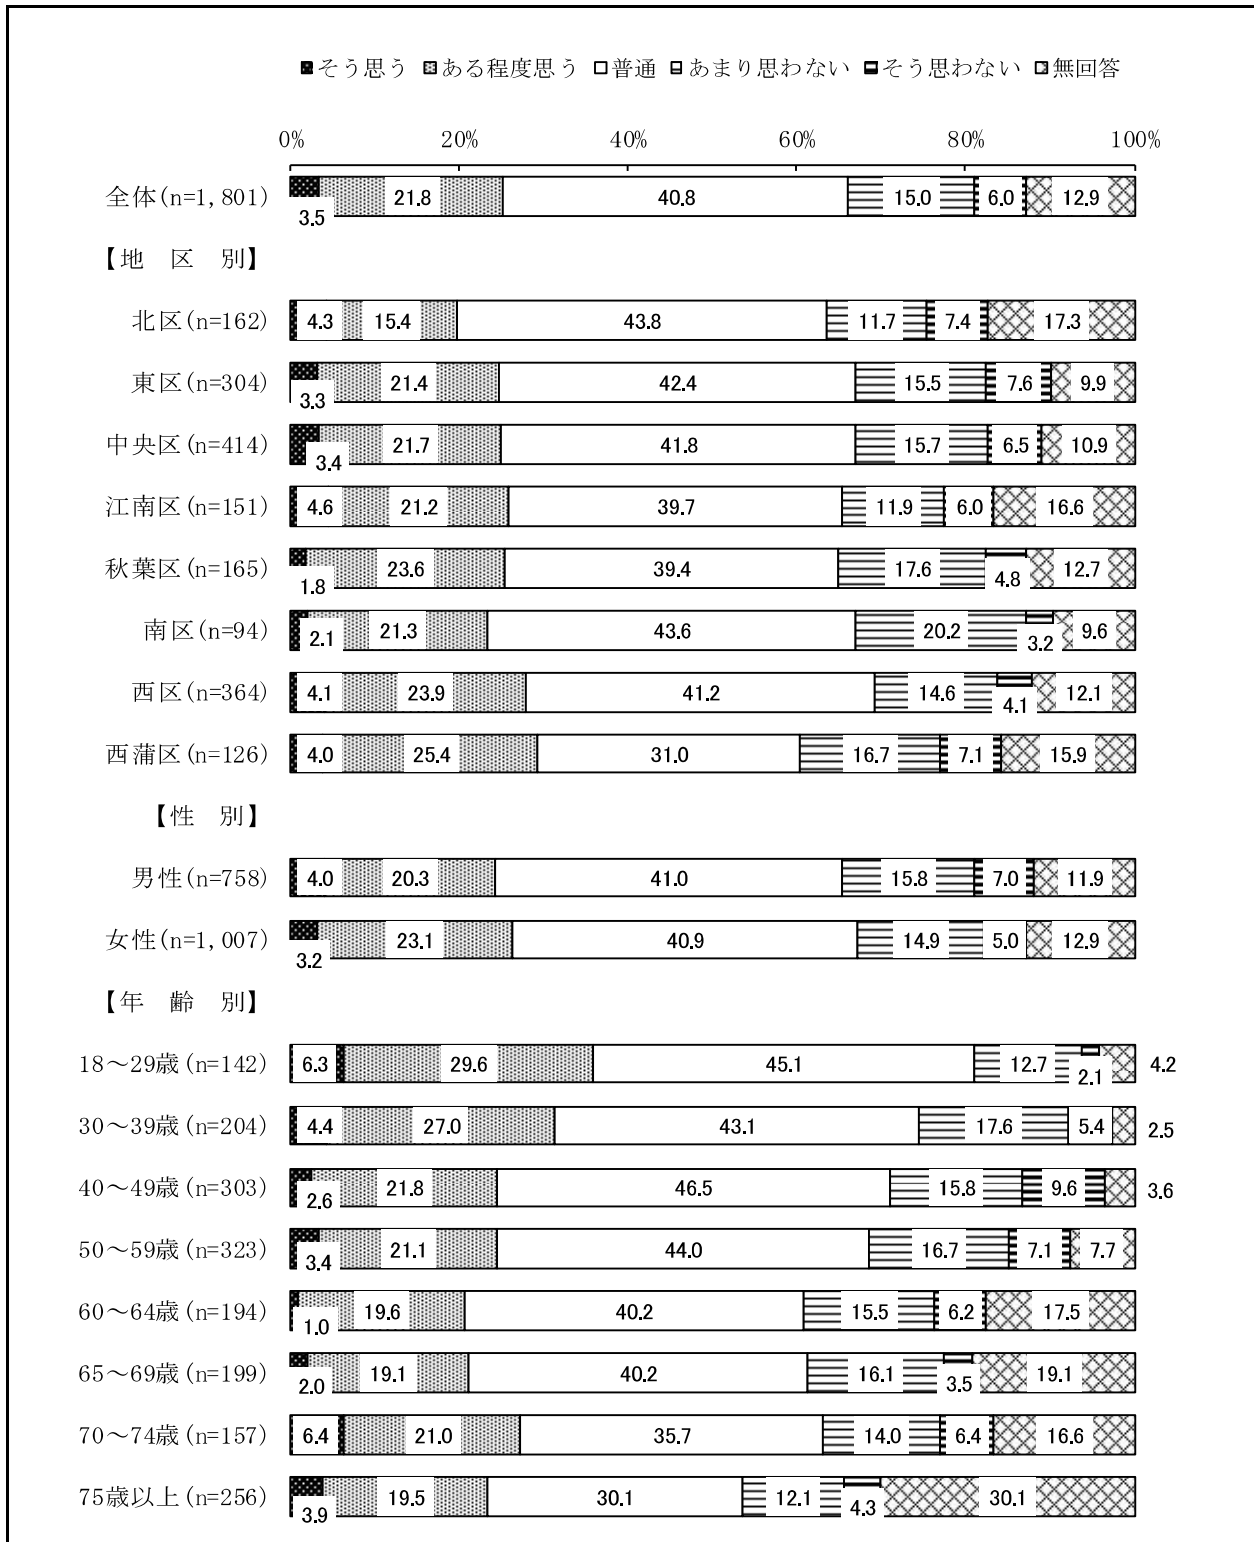 そう思う ある程度思う 普通 あまり思わない そう思わない 無回答
0% 20% 40% 60% 80% 100%
全体(n=1,801) 3.5 21.8 40.8 15.0 6.0 12.9
【地 区 別】
北区(n=162) 4.3 15.4 43.8 11.7 7.4 17.3
東区(n=304) 3.3 21.4 42.4 15.5 7.6 9.9
中央区(n=414) 3.4 21.7 41.8 15.7 6.5 10.9
江南区(n=151) 4.6 21.2 39.7 11.9 6.0 16.6
秋葉区(n=165) 1.8 23.6 39.4 17.6 4.8 12.7
南区(n=94) 2.1 21.3 43.6 20.2 3.2 9.6
西区(n=364) 4.1 23.9 41.2 14.6 4.1 12.1
西蒲区(n=126) 4.0 25.4 31.0 16.7 7.1 15.9
【性 別】
男性(n=758) 4.0 20.3 41.0 15.8 7.0 11.9
女性(n=1,007) 3.2 23.1 40.9 14.9 5.0 12.9
【年 齢 別】
18～29歳(n=142) 6.3 29.6 45.1 12.7 2.1 4.2
30～39歳(n=204) 4.4 27.0 43.1 17.6 5.4 2.5
40～49歳(n=303) 2.6 21.8 46.5 15.8 9.6 3.6
50～59歳(n=323) 3.4 21.1 44.0 16.7 7.1 7.7
60～64歳(n=194) 1.0 19.6 40.2 15.5 6.2 17.5
65～69歳(n=199) 2.0 19.1 40.2 16.1 3.5 19.1
70～74歳(n=157) 6.4 21.0 35.7 14.0 6.4 16.6
75歳以上(n=256) 3.9 19.5 30.1 12.1 4.3 30.1